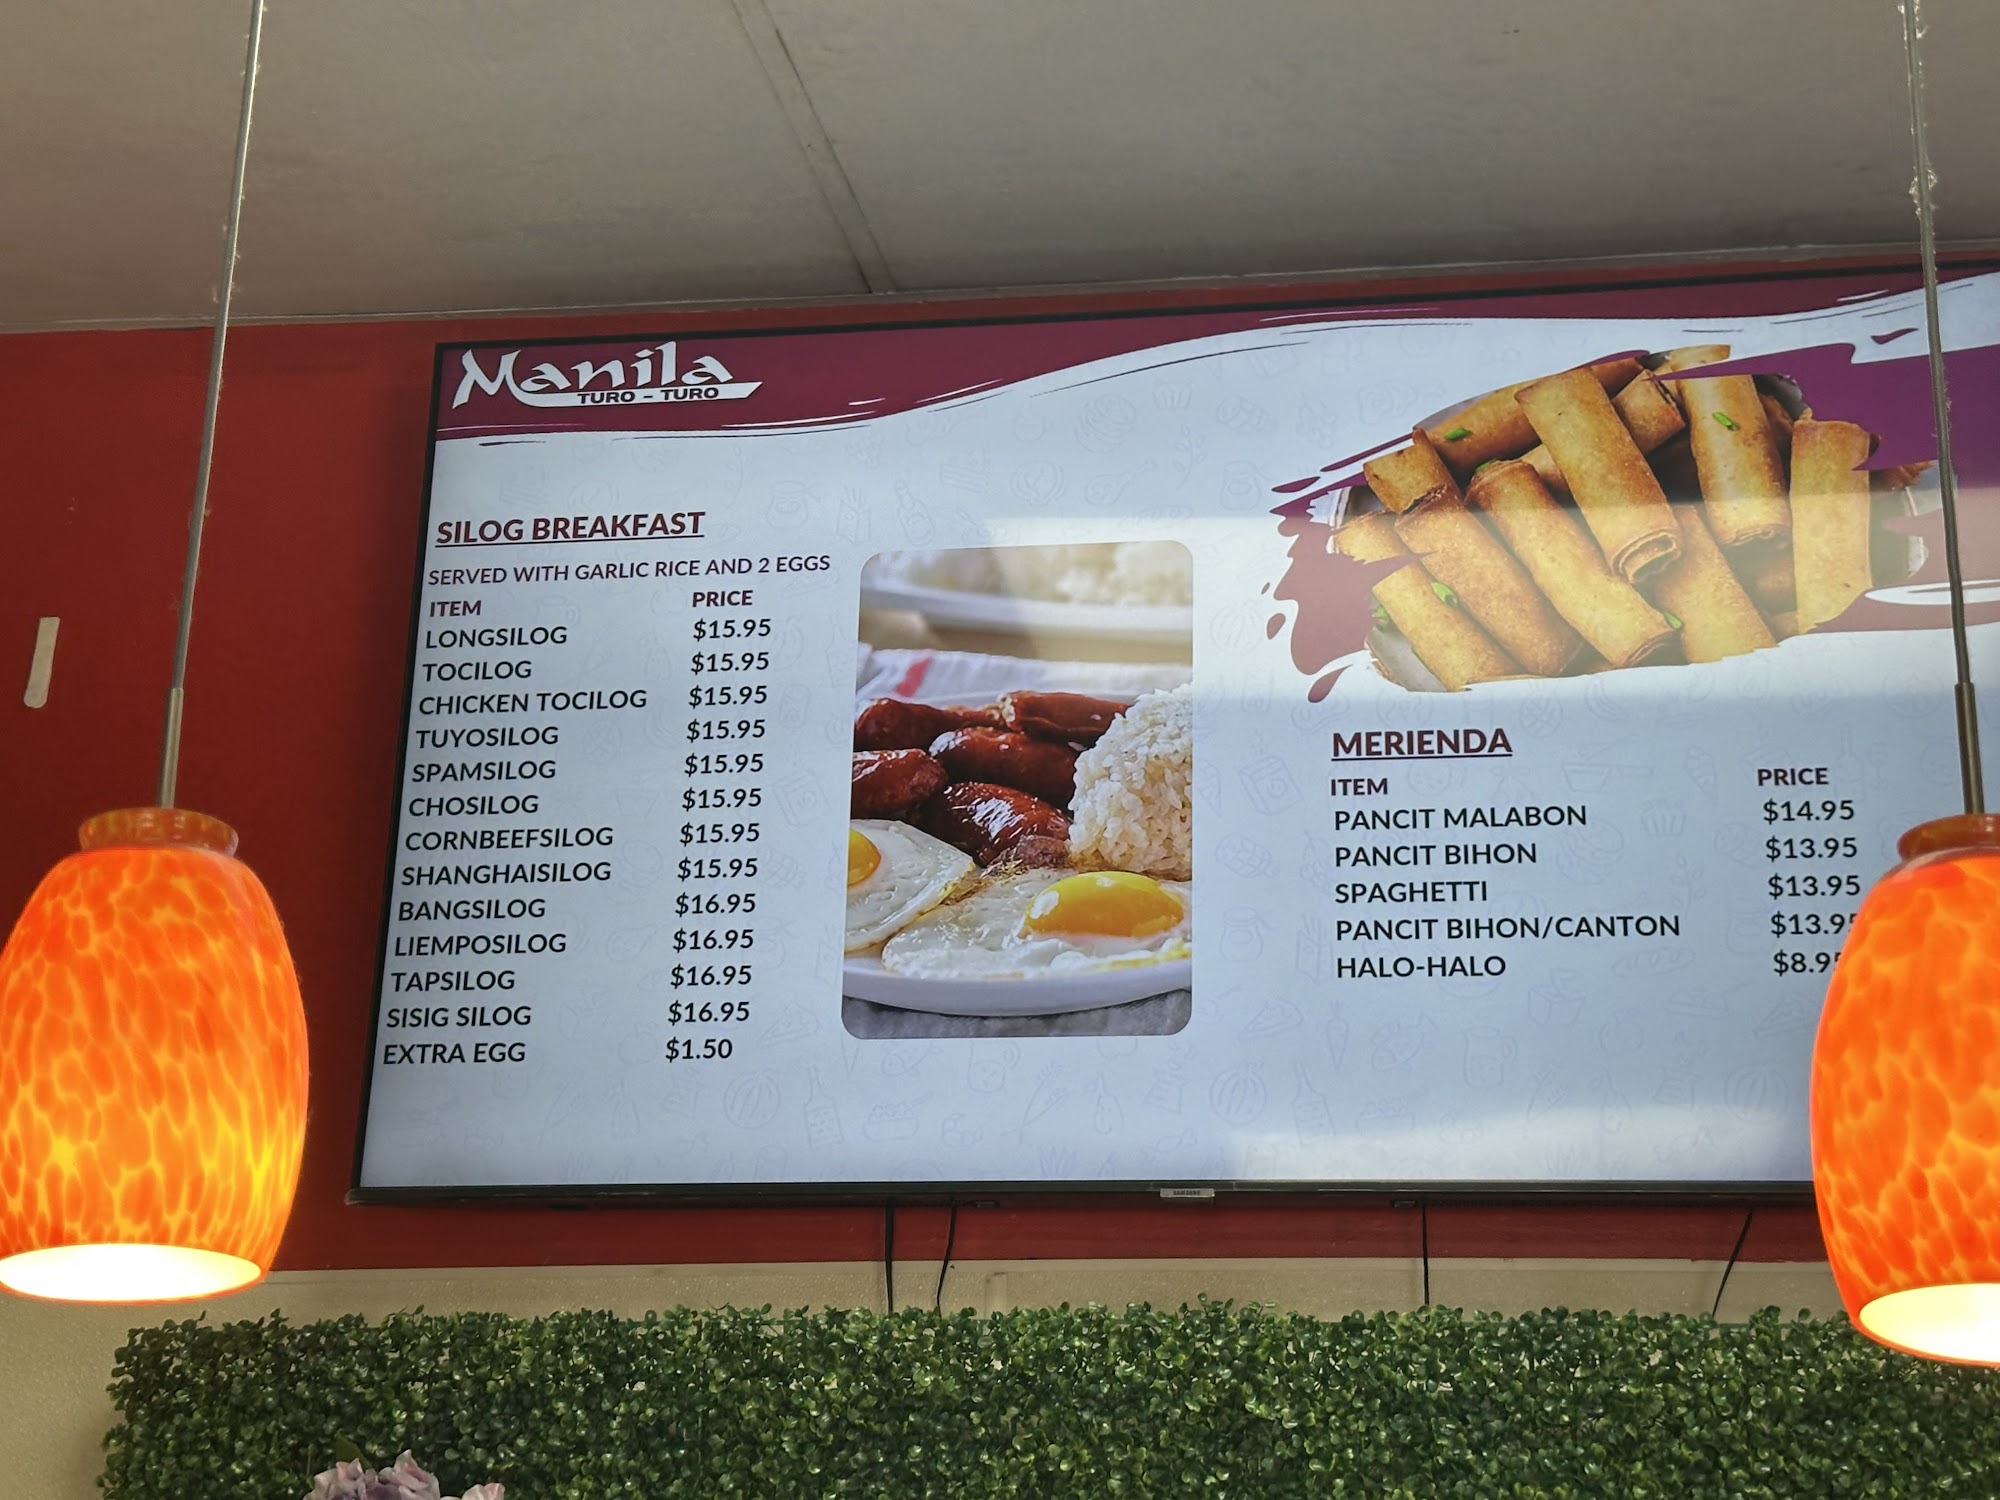 Manila
TURO - TURO
SILOG BREAKFAST
SERVED WITH GARLIC RICE AND 2 EGGS
ITEM PRICE
LONGSILOG $15.95
TOCILOG $15.95
CHICKEN TOCILOG $15.95
TUYOSILOG $15.95
SPAMSILOG $15.95
CHOSILOG $15.95
CORNBEEFSILOG $15.95
SHANGHAISILOG $15.95
BANGSILOG $16.95
LIEMPOSILOG $16.95
TAPSILOG $16.95
SISIG SILOG $16.95
EXTRA EGG $1.50
MERIENDA
ITEM PRICE
PANCIT MALABON $14.95
PANCIT BIHON $13.95
SPAGHETTI $13.95
PANCIT BIHON/CANTON $13.95
HALO-HALO
SAMSUNG